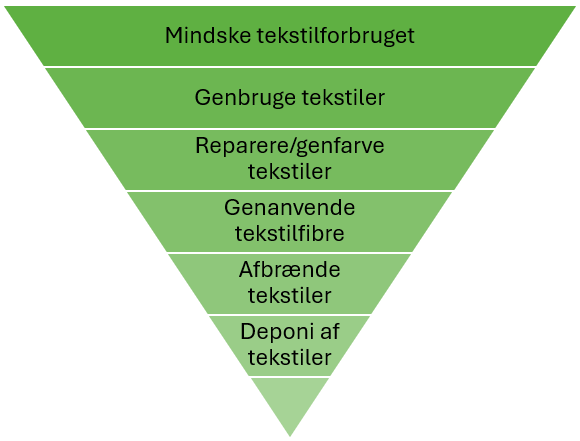 Mindske tekstilforbruget
Genbruge tekstiler
Reparere/genfarve
tekstiler
Genanvende
tekstilfibre
Afbrænde
tekstiler
Deponi af
tekstiler